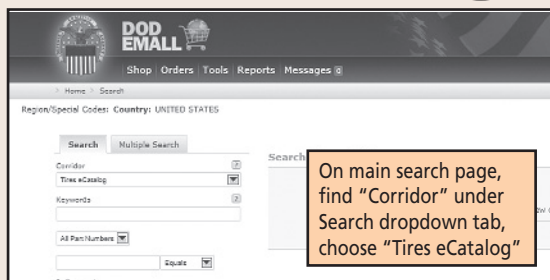 DOD
EMALL
Shop | Orders | Tools | Reports | Messages
> Home > Search
Region/Special Codes: Country: UNITED STATES
Search
Multiple Search
Corridor
Tires eCatalog
Keywords
All Part Numbers
Equals
Search
On main search page,
find “Corridor” under
Search dropdown tab,
choose “Tires eCatalog”